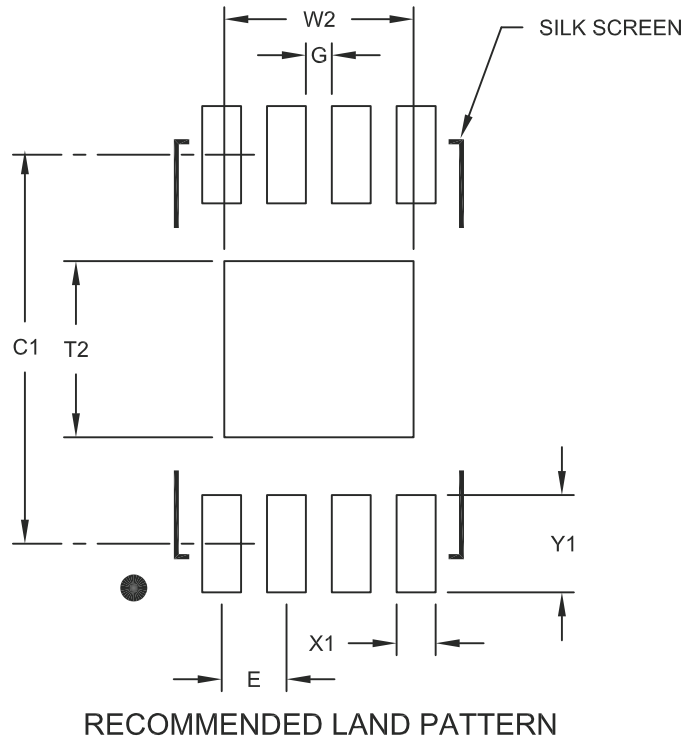 W2
SILK SCREEN
G
C1
T2
Y1
X1
E
RECOMMENDED LAND PATTERN